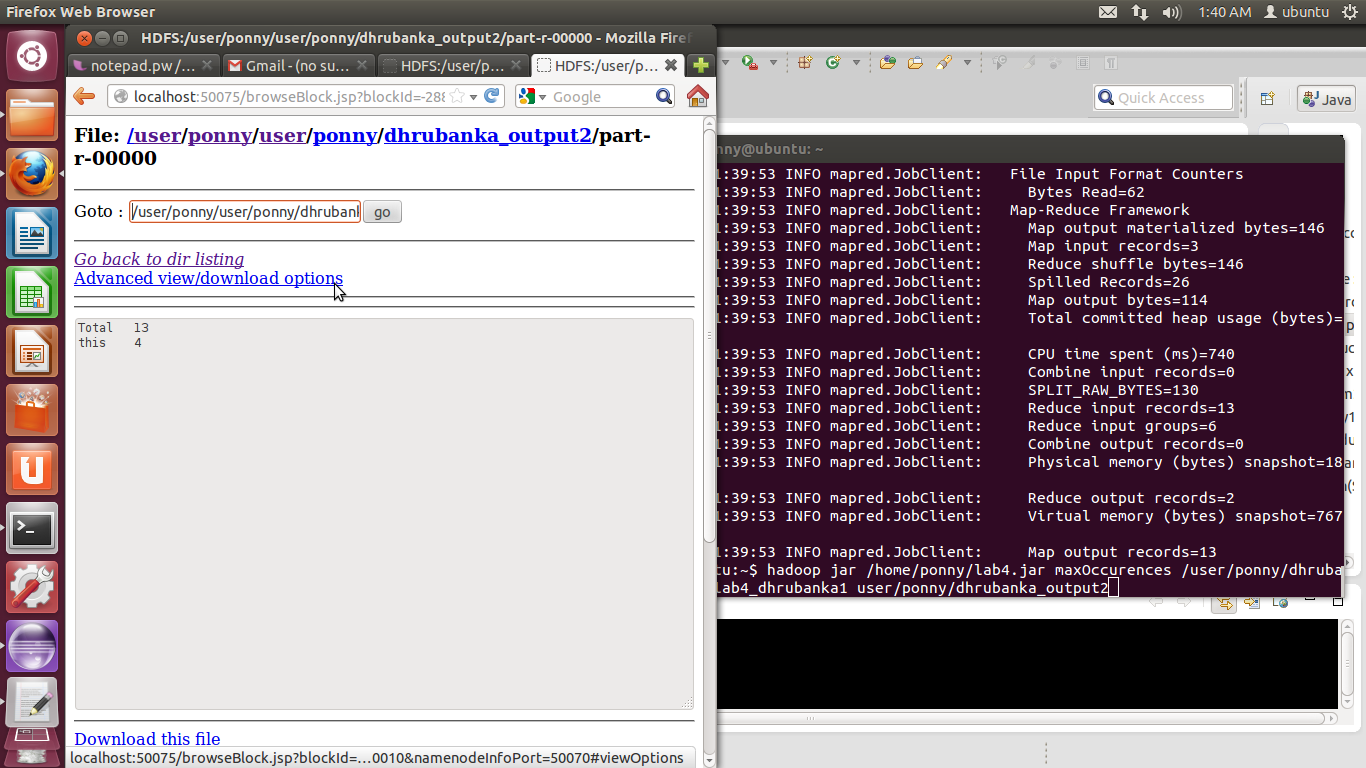 Firefox Web Browser
1:40 AM ubuntu
HDFS:/user/ponny/user/ponny/dhrubanka_output2/part-r-00000 - Mozilla Firef
notepad.pw /...
Gmail - (no su...
HDFS:/user/p...
HDFS:/user/p...
localhost:50075/browseBlock.jsp?blockId=-288
Google
File: /user/ponny/user/ponny/dhrubanka_output2/part-
r-00000
Goto : /user/ponny/user/ponny/dhrubank go
Go back to dir listing
Advanced view/download options
Total 13
this 4
Download this file
localhost:50075/browseBlock.jsp?blockId=...0010&namenodeInfoPort=50070#viewOptions
Quick Access
Java
nny@ubuntu: ~
1:39:53 INFO mapred.JobClient: File Input Format Counters
1:39:53 INFO mapred.JobClient: Bytes Read=62
1:39:53 INFO mapred.JobClient: Map-Reduce Framework
1:39:53 INFO mapred.JobClient: Map output materialized bytes=146
1:39:53 INFO mapred.JobClient: Map input records=3
1:39:53 INFO mapred.JobClient: Reduce shuffle bytes=146
1:39:53 INFO mapred.JobClient: Spilled Records=26
1:39:53 INFO mapred.JobClient: Map output bytes=114
1:39:53 INFO mapred.JobClient: Total committed heap usage (bytes)=
1:39:53 INFO mapred.JobClient: CPU time spent (ms)=740
1:39:53 INFO mapred.JobClient: Combine input records=0
1:39:53 INFO mapred.JobClient: SPLIT_RAW_BYTES=130
1:39:53 INFO mapred.JobClient: Reduce input records=13
1:39:53 INFO mapred.JobClient: Reduce input groups=6
1:39:53 INFO mapred.JobClient: Combine output records=0
1:39:53 INFO mapred.JobClient: Physical memory (bytes) snapshot=18
1:39:53 INFO mapred.JobClient: Reduce output records=2
1:39:53 INFO mapred.JobClient: Virtual memory (bytes) snapshot=767
1:39:53 INFO mapred.JobClient: Map output records=13
tu:~$ hadoop jar /home/ponny/lab4.jar maxOccurences /user/ponny/dhruba
lab4_dhrubanka1 user/ponny/dhrubanka_output2